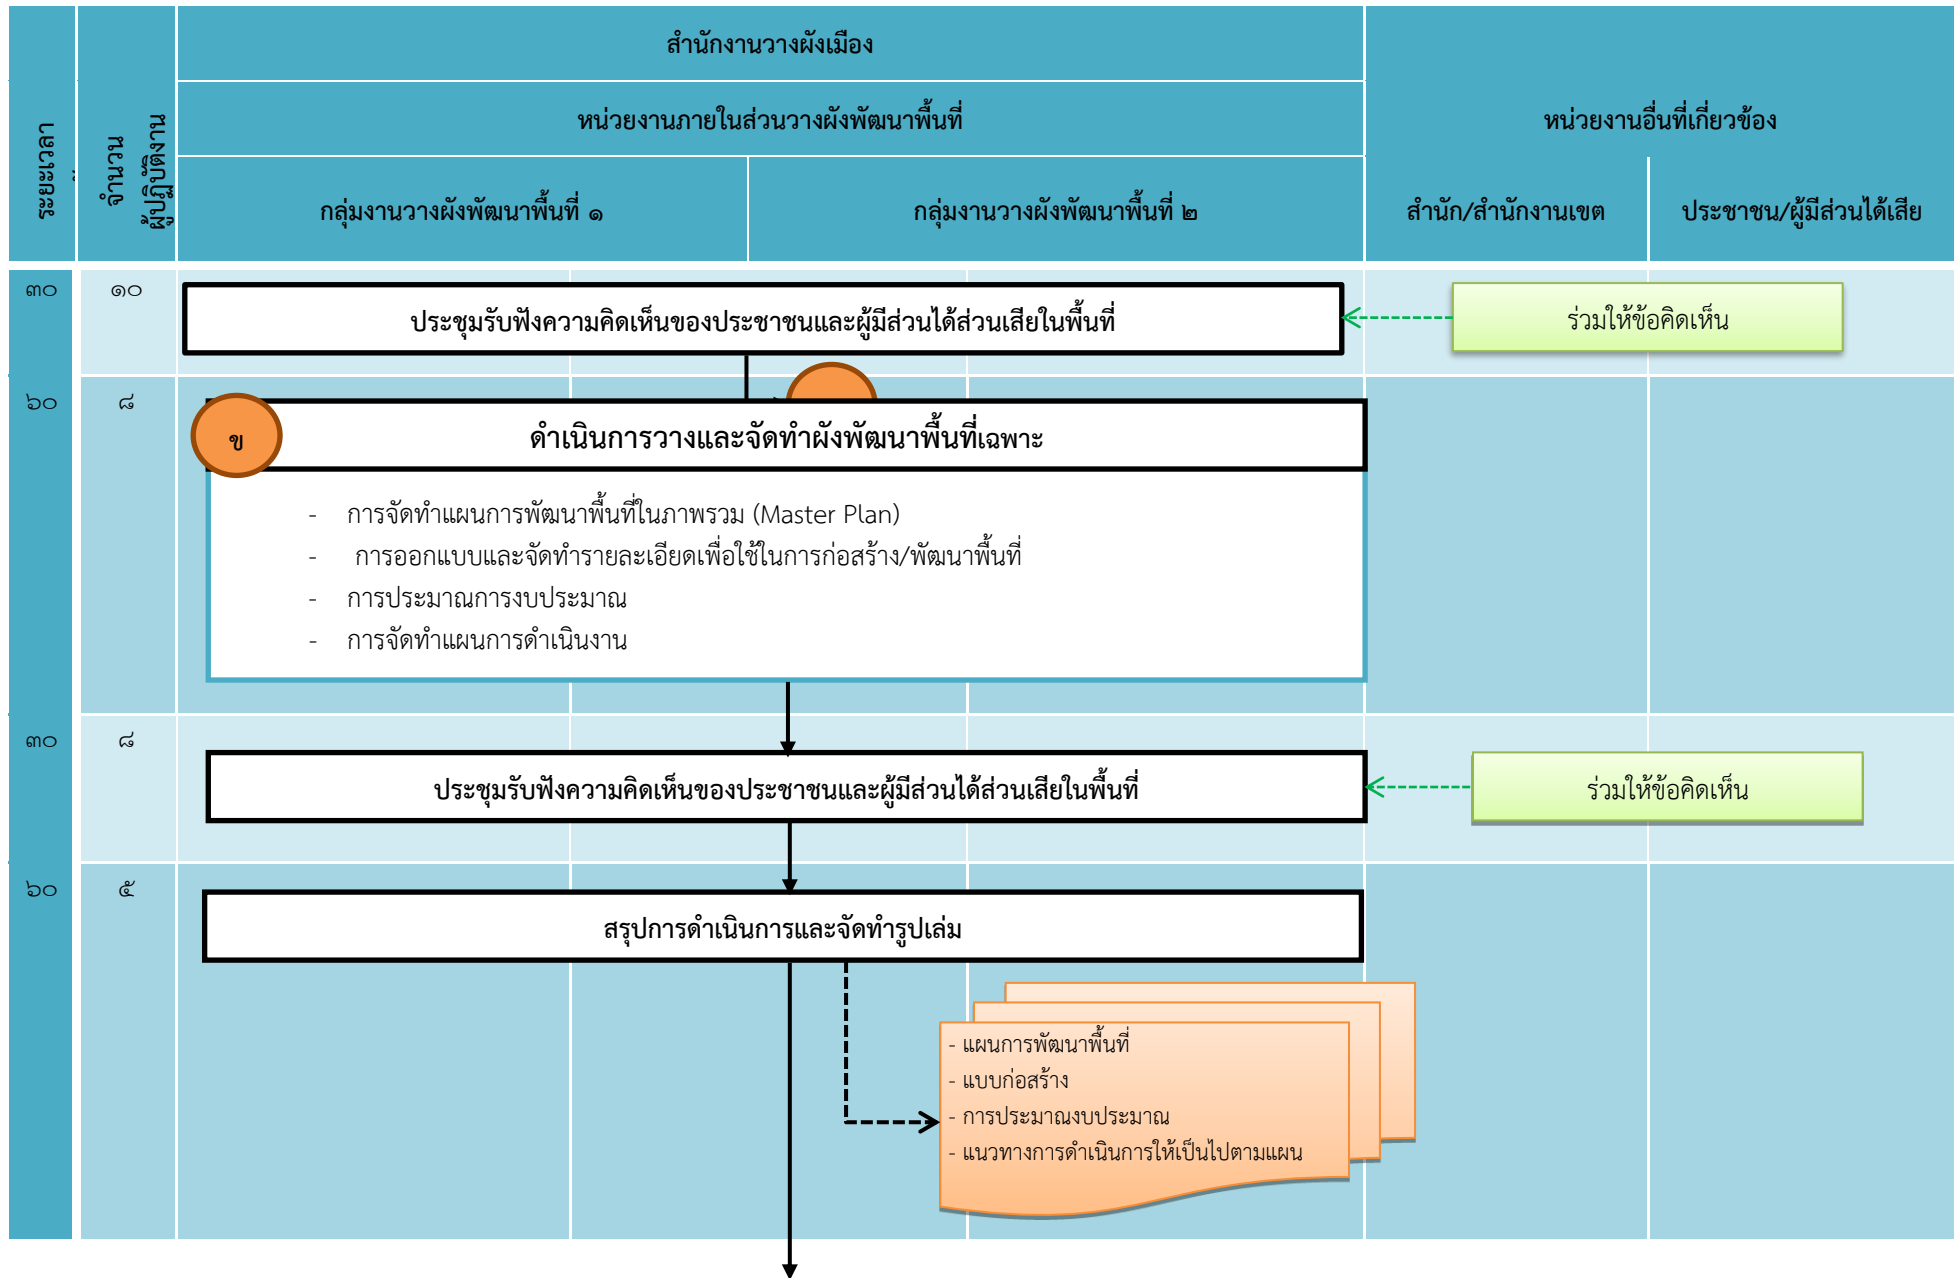 สำนักงานวางผังเมือง
ระยะเวลา
จำนวน
ผู้ปฏิบัติงาน
หน่วยงานภายในส่วนวางผังพัฒนาพื้นที่
หน่วยงานอื่นที่เกี่ยวข้อง
กลุ่มงานวางผังพัฒนาพื้นที่ ๑
กลุ่มงานวางผังพัฒนาพื้นที่ ๒
สำนัก/สำนักงานเขต
ประชาชน/ผู้มีส่วนได้เสีย
๓๐
๑๐
ประชุมรับฟังความคิดเห็นของประชาชนและผู้มีส่วนได้ส่วนเสียในพื้นที่
ร่วมให้ข้อคิดเห็น
๖๐
๘
ข
ดำเนินการวางและจัดทำผังพัฒนาพื้นที่เฉพาะ
- การจัดทำแผนการพัฒนาพื้นที่ในภาพรวม (Master Plan)
- การออกแบบและจัดทำรายละเอียดเพื่อใช้ในการก่อสร้าง/พัฒนาพื้นที่
- การประมาณการงบประมาณ
- การจัดทำแผนการดำเนินงาน
๓๐
๘
ประชุมรับฟังความคิดเห็นของประชาชนและผู้มีส่วนได้ส่วนเสียในพื้นที่
ร่วมให้ข้อคิดเห็น
๖๐
๕
สรุปการดำเนินการและจัดทำรูปเล่ม
- แผนการพัฒนาพื้นที่
- แบบก่อสร้าง
- การประมาณงบประมาณ
- แนวทางการดำเนินการให้เป็นไปตามแผน